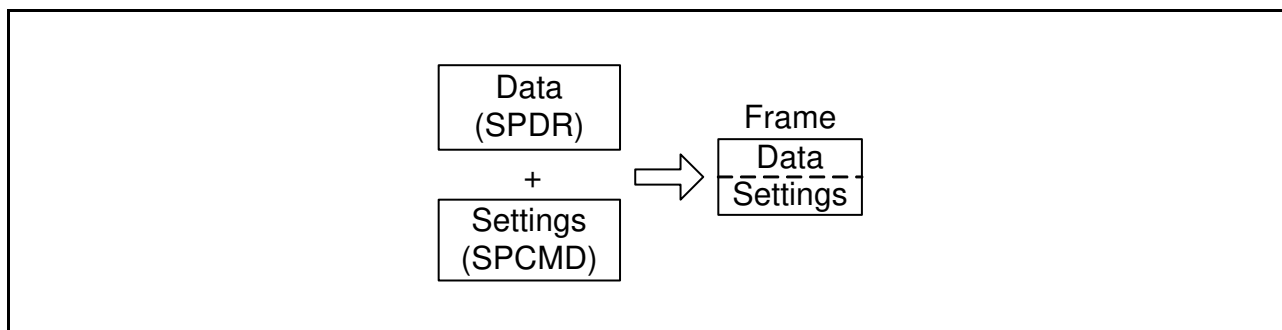 Data
(SPDR)
+
Settings
(SPCMD)
Frame
Data
Settings